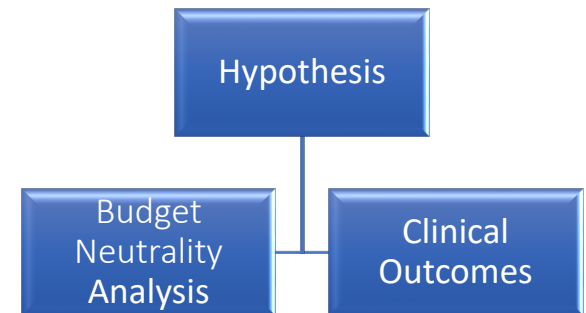 Hypothesis
Budget
Neutrality
Analysis
Clinical
Outcomes